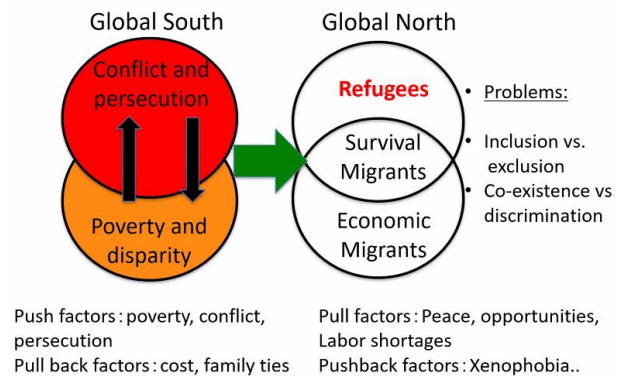 Global South
Global North
Conflict and
persecution
Poverty and
disparity
Refugees
Survival
Migrants
Economic
Migrants
• Problems:
• Inclusion vs.
exclusion
• Co-existence vs
discrimination
Push factors : poverty, conflict,
persecution
Pull back factors : cost, family ties
Pull factors : Peace, opportunities,
Labor shortages
Pushback factors : Xenophobia..